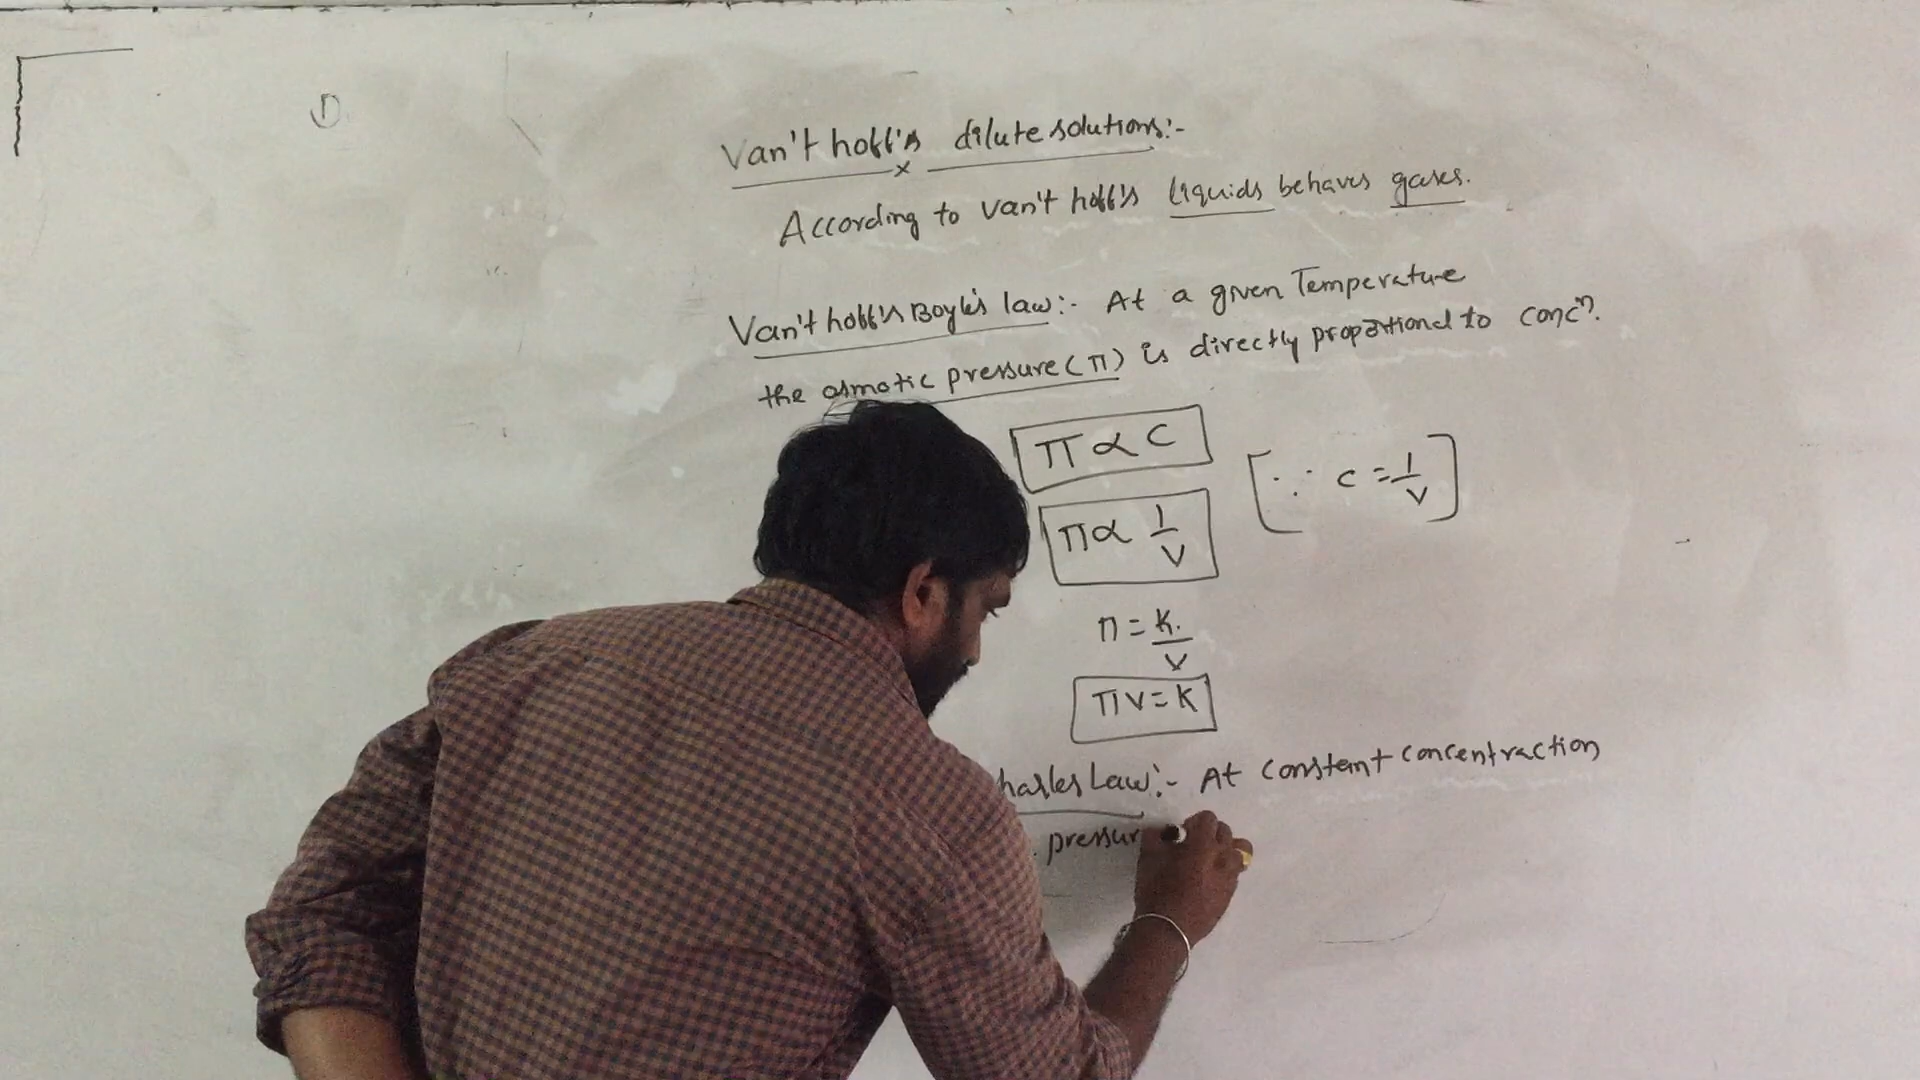 ①
Van't hoff's dilute solutions:-
According to van't hoff's liquids behaves gases.
Van't hoff's Boyle's law:- At a given Temperature
the osmotic pressure (π) is directly proportional to concⁿ.
π ∝ C
[∵ C = 1/V]
π ∝ 1/V
π = K/V
πV = K
harles Law:- At constant concentraction
pressur